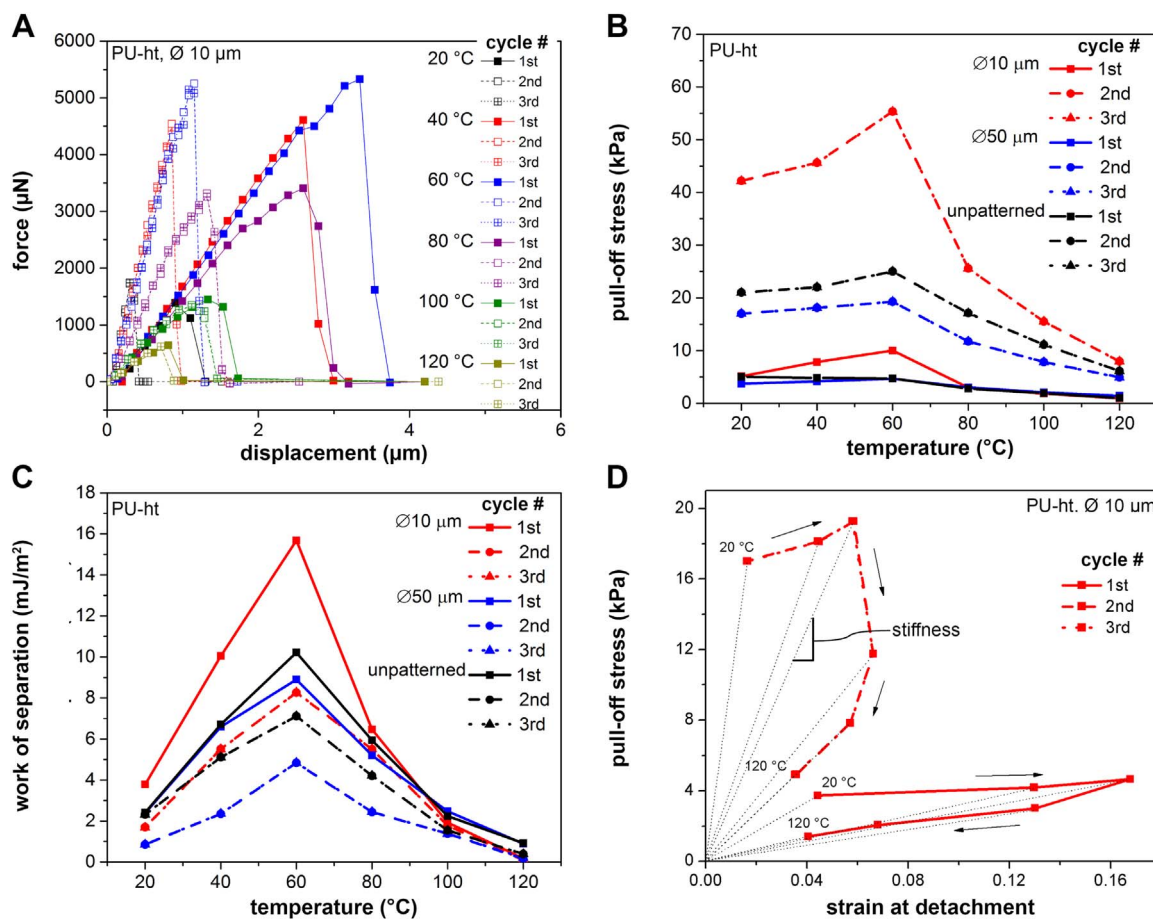 A
PU-ht, Ø 10 µm
cycle #
20 °C
1st
2nd
3rd
40 °C
1st
2nd
3rd
60 °C
1st
2nd
3rd
80 °C
1st
2nd
3rd
100 °C
1st
2nd
3rd
120 °C
1st
2nd
3rd
6000
5000
4000
3000
2000
1000
0
force (µN)
0
2
4
6
displacement (µm)
B
PU-ht
cycle #
Ø10 µm
1st
2nd
3rd
Ø50 µm
1st
2nd
3rd
unpatterned
1st
2nd
3rd
70
60
50
40
30
20
10
0
pull-off stress (kPa)
20 40 60 80 100 120
temperature (°C)
C
PU-ht
cycle #
Ø10 µm
1st
2nd
3rd
Ø50 µm
1st
2nd
3rd
unpatterned
1st
2nd
3rd
18
16
14
12
10
8
6
4
2
0
work of separation (mJ/m²)
20 40 60 80 100 120
temperature (°C)
D
PU-ht. Ø 10 um
cycle #
1st
2nd
3rd
20 °C
stiffness
120 °C
20 °C
120 °C
20
16
12
8
4
0
pull-off stress (kPa)
0.00 0.04 0.08 0.12 0.16
strain at detachment